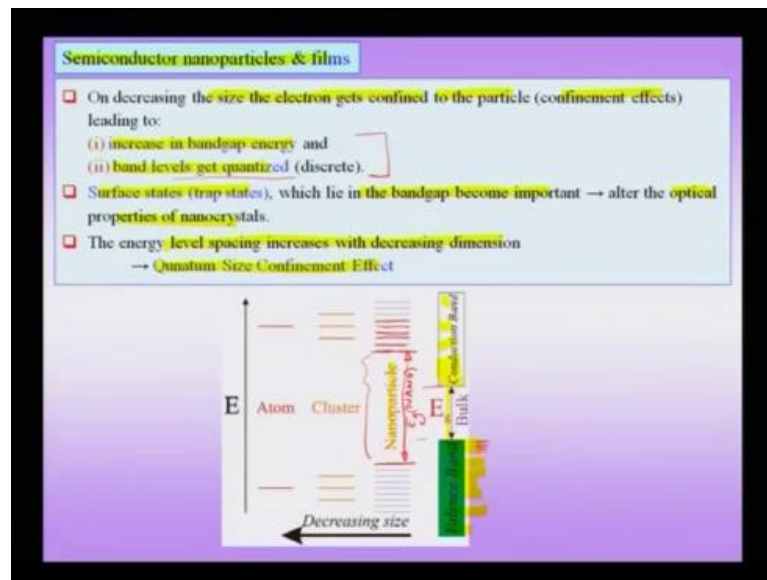 Semiconductor nanoparticles & films
On decreasing the size the electron gets confined to the particle (confinement effects)
leading to:
(i) increase in bandgap energy and
(ii) band levels get quantized (discrete).
Surface states (trap states), which lie in the bandgap become important → alter the optical
properties of nanocrystals.
The energy level spacing increases with decreasing dimension
→ Qunatum Size Confinement Effect
E
Atom
Cluster
Nanoparticle
E
Bulk
Conduction Band
Valence Band
Decreasing size